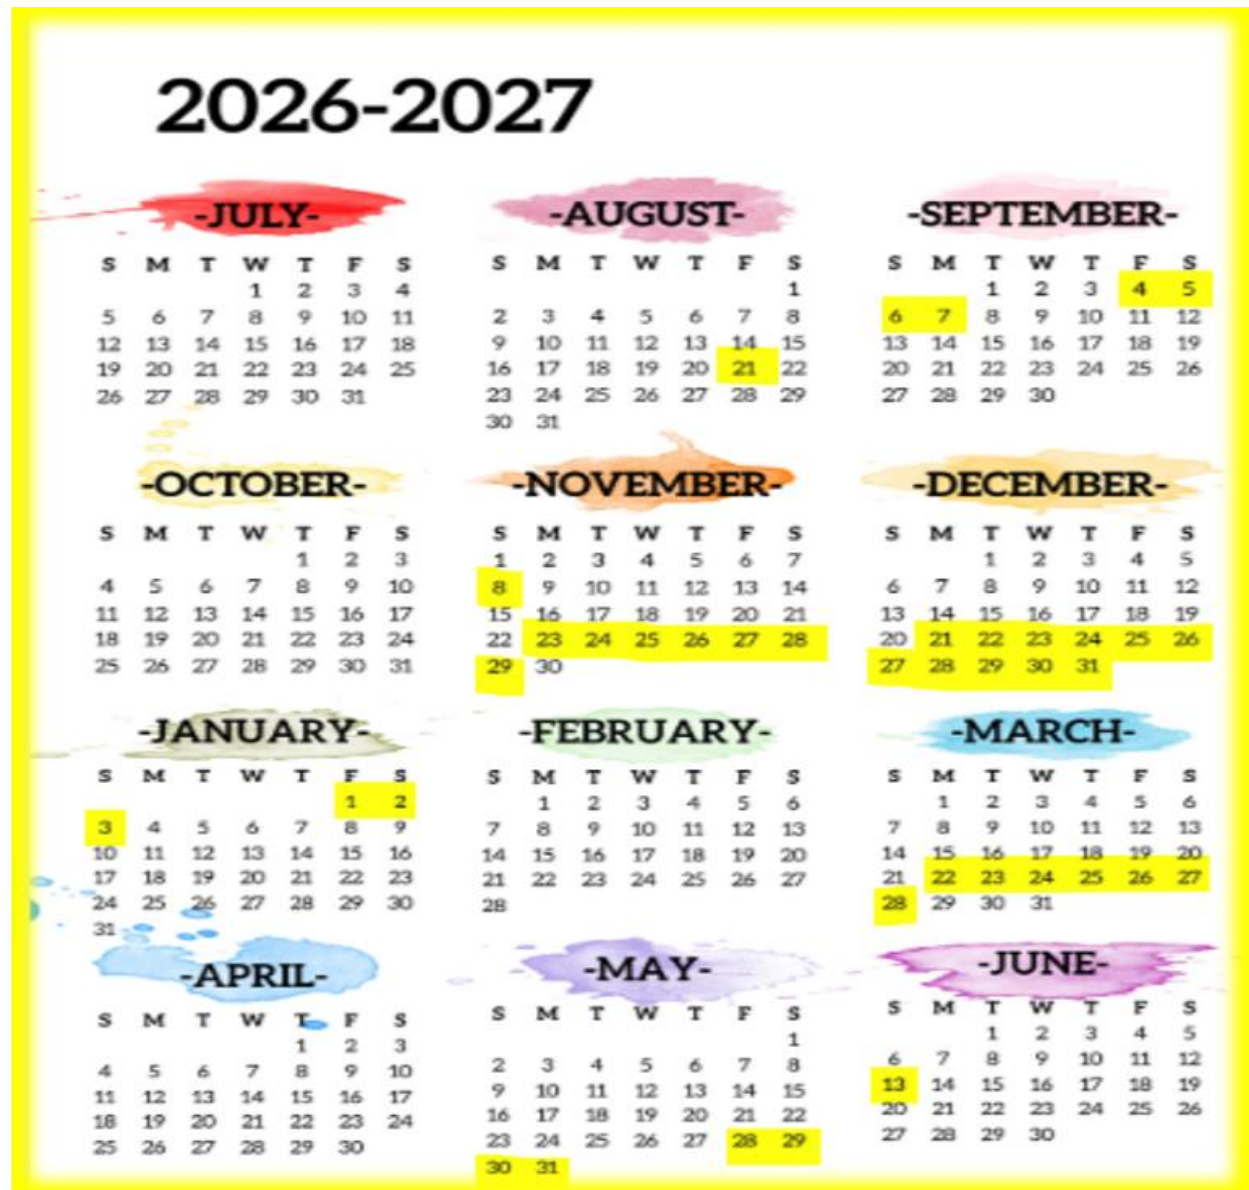 2026-2027
-JULY-
S M T W T F S
1 2 3 4
5 6 7 8 9 10 11
12 13 14 15 16 17 18
19 20 21 22 23 24 25
26 27 28 29 30 31
-AUGUST-
S M T W T F S
1
2 3 4 5 6 7 8
9 10 11 12 13 14 15
16 17 18 19 20 21 22
23 24 25 26 27 28 29
30 31
-SEPTEMBER-
S M T W T F S
1 2 3 4 5
6 7 8 9 10 11 12
13 14 15 16 17 18 19
20 21 22 23 24 25 26
27 28 29 30
-OCTOBER-
S M T W T F S
1 2 3
4 5 6 7 8 9 10
11 12 13 14 15 16 17
18 19 20 21 22 23 24
25 26 27 28 29 30 31
-NOVEMBER-
S M T W T F S
1 2 3 4 5 6 7
8 9 10 11 12 13 14
15 16 17 18 19 20 21
22 23 24 25 26 27 28
29 30
-DECEMBER-
S M T W T F S
1 2 3 4 5
6 7 8 9 10 11 12
13 14 15 16 17 18 19
20 21 22 23 24 25 26
27 28 29 30 31
-JANUARY-
S M T W T F S
1 2
3 4 5 6 7 8 9
10 11 12 13 14 15 16
17 18 19 20 21 22 23
24 25 26 27 28 29 30
31
-FEBRUARY-
S M T W T F S
1 2 3 4 5 6
7 8 9 10 11 12 13
14 15 16 17 18 19 20
21 22 23 24 25 26 27
28
-MARCH-
S M T W T F S
1 2 3 4 5 6
7 8 9 10 11 12 13
14 15 16 17 18 19 20
21 22 23 24 25 26 27
28 29 30 31
-APRIL-
S M T W T F S
1 2 3
4 5 6 7 8 9 10
11 12 13 14 15 16 17
18 19 20 21 22 23 24
25 26 27 28 29 30
-MAY-
S M T W T F S
1
2 3 4 5 6 7 8
9 10 11 12 13 14 15
16 17 18 19 20 21 22
23 24 25 26 27 28 29
30 31
-JUNE-
S M T W T F S
1 2 3 4 5
6 7 8 9 10 11 12
13 14 15 16 17 18 19
20 21 22 23 24 25 26
27 28 29 30